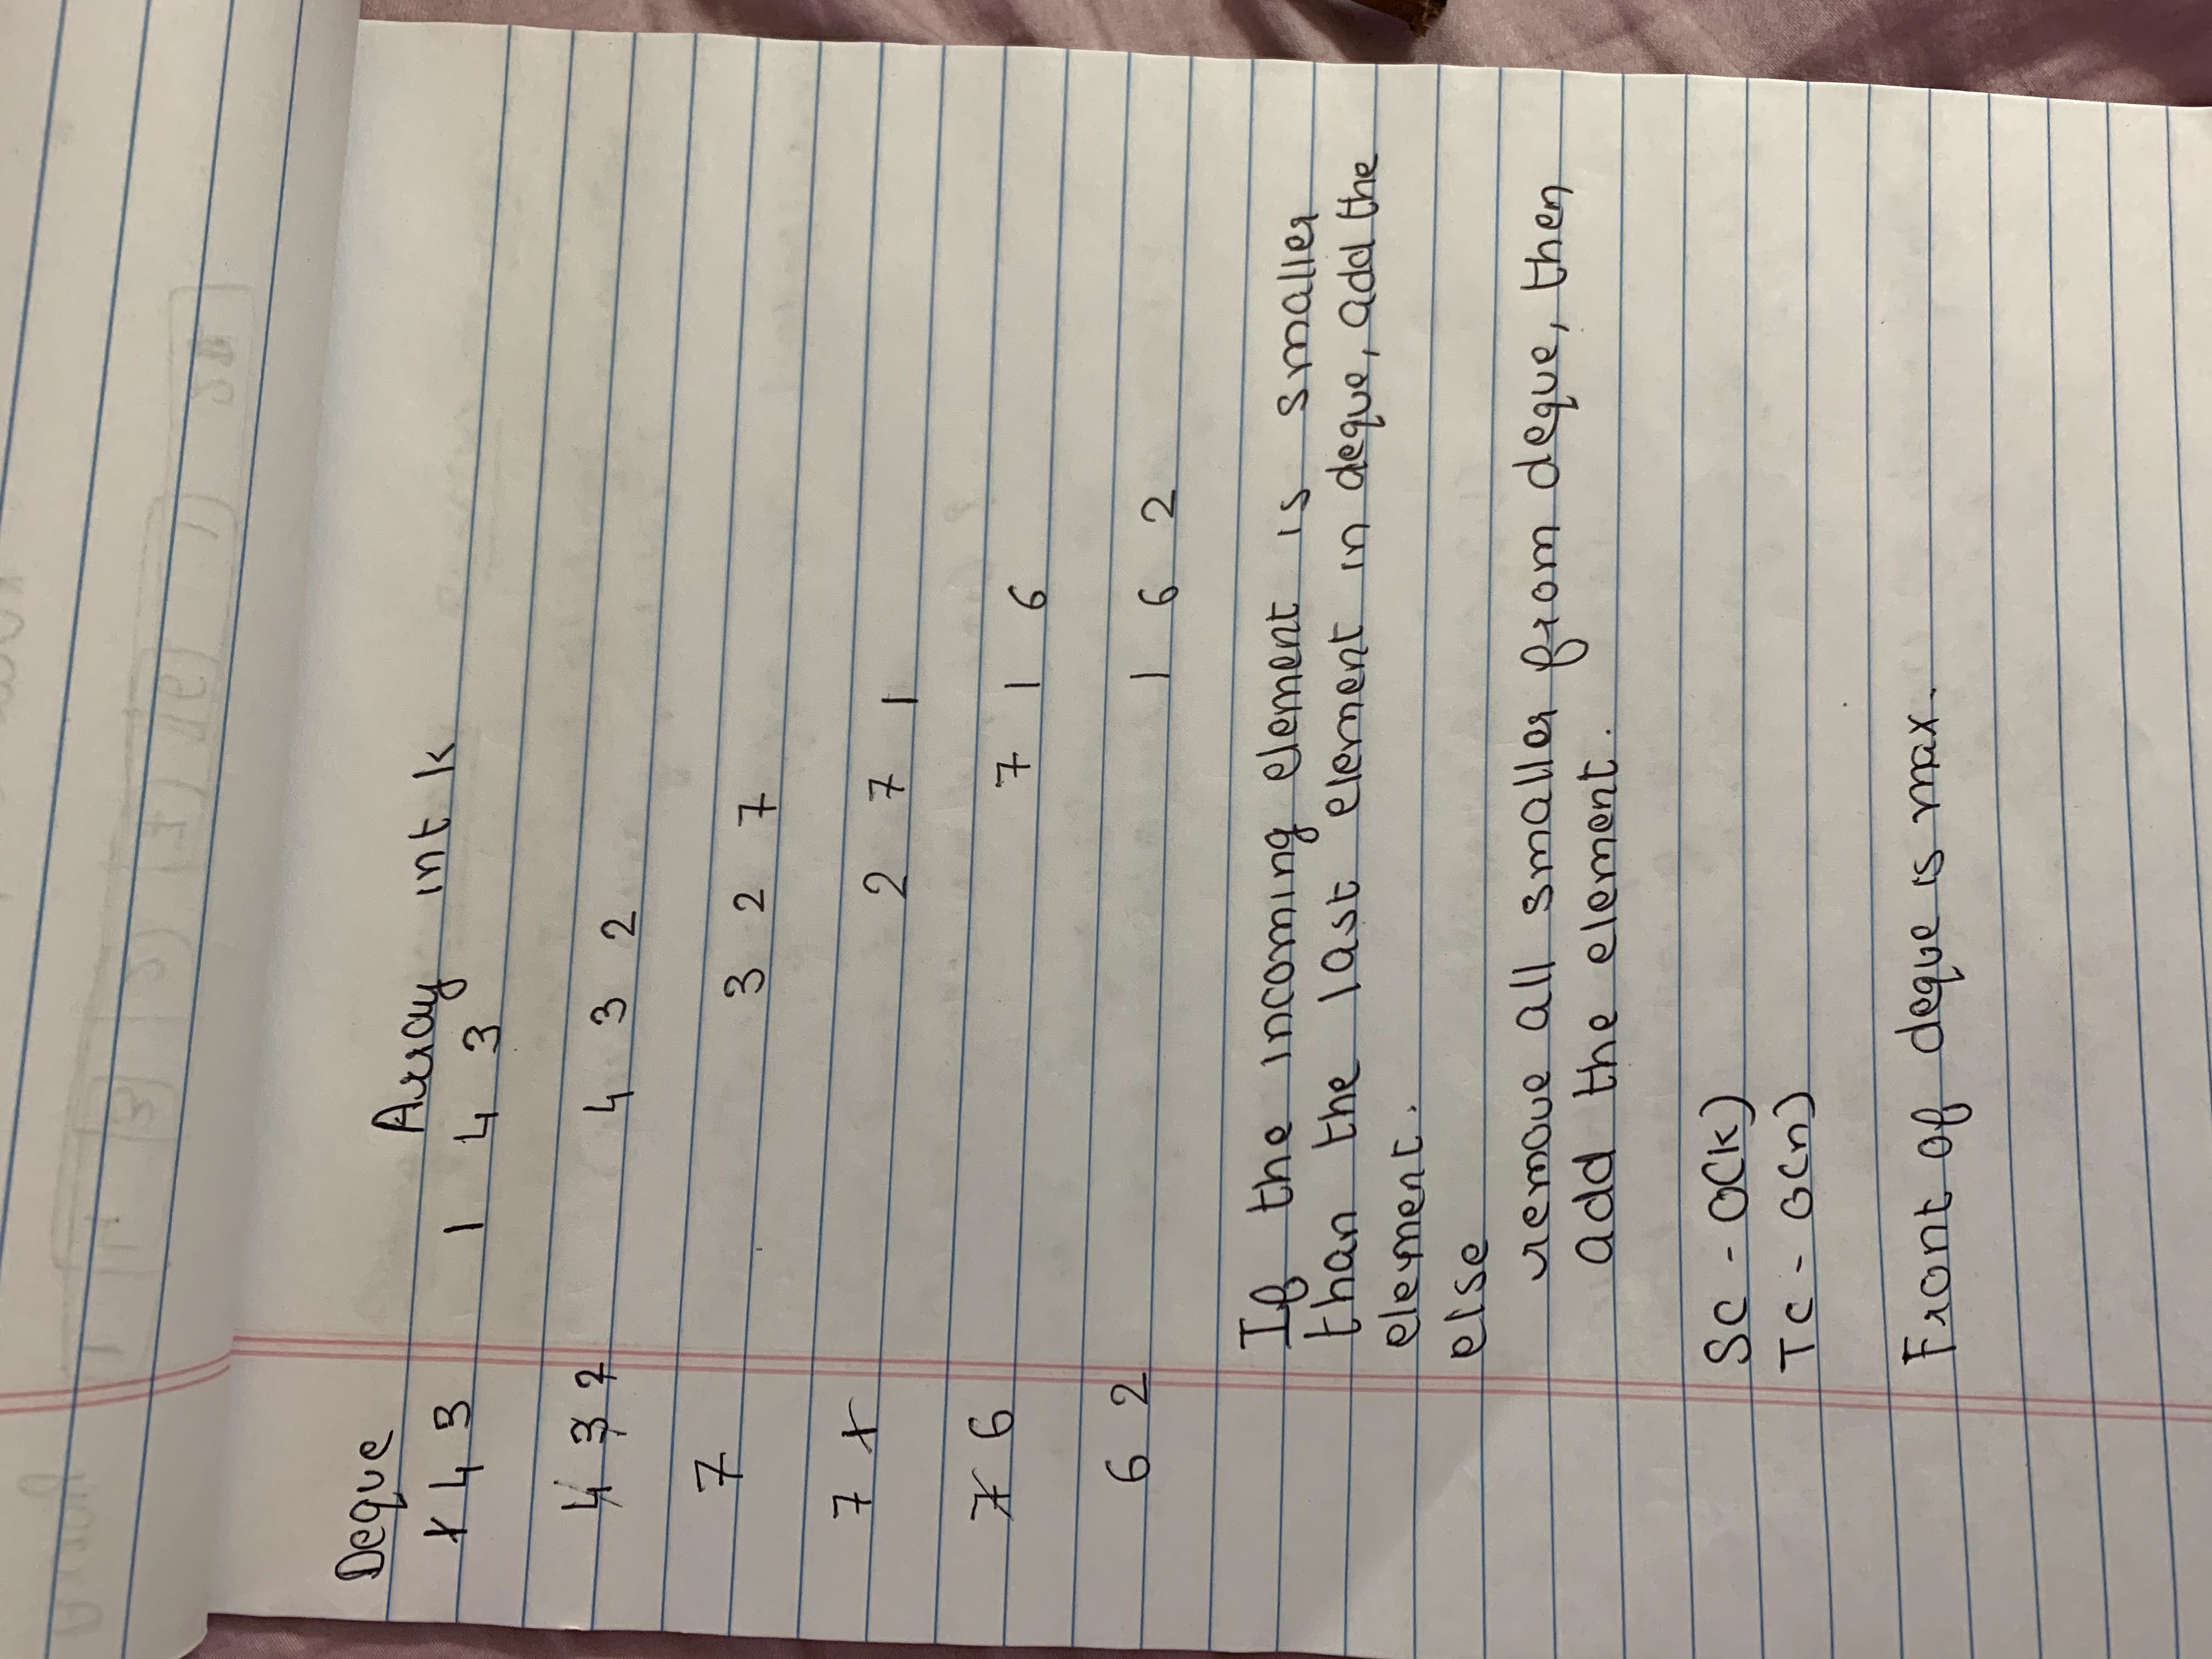 Deque
Array int k
1 4 3 1 4 3
4 3 2 4 3 2
7 3 2 7
7 1 2 7 1
7 6 7 1 6
6 2 1 6 2
If the incoming element is smaller
than the last element in deque, add the
element.
else
remove all smaller from deque, then
add the element.
SC - O(k)
TC - O(n)
Front of deque is max.